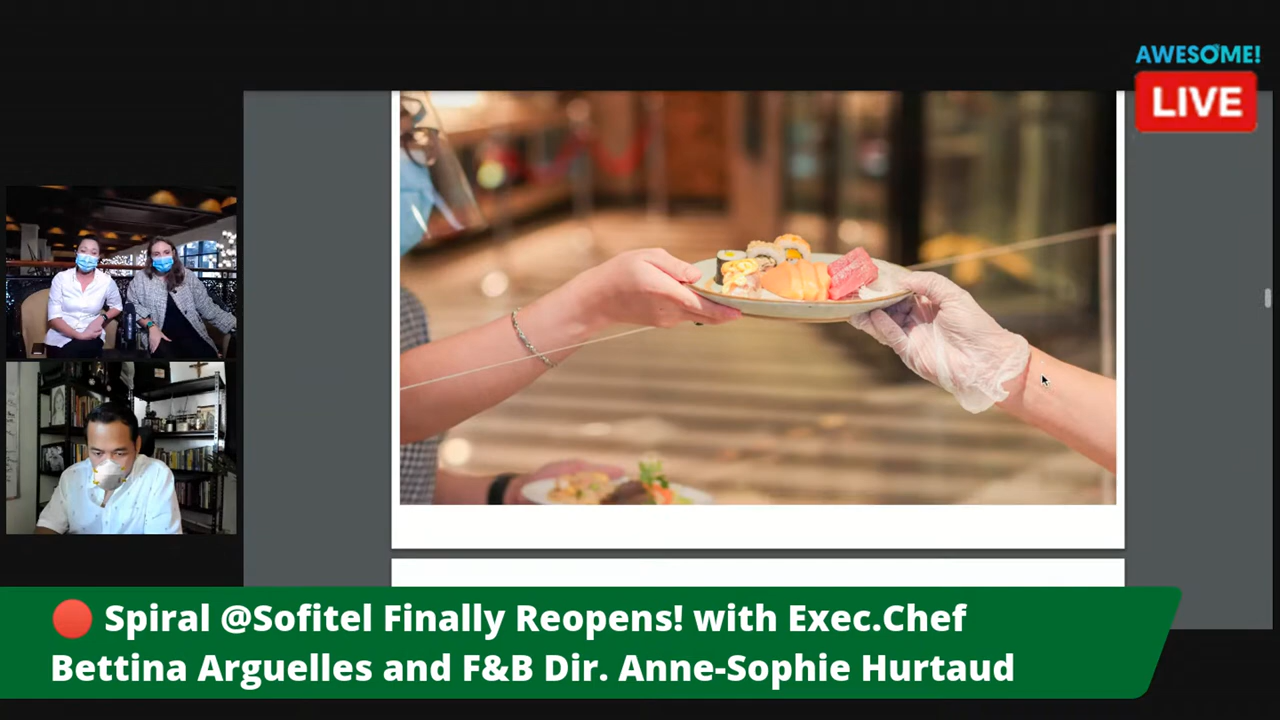 AWESOME!
LIVE
🔴 Spiral @Sofitel Finally Reopens! with Exec.Chef
Bettina Arguelles and F&B Dir. Anne-Sophie Hurtaud